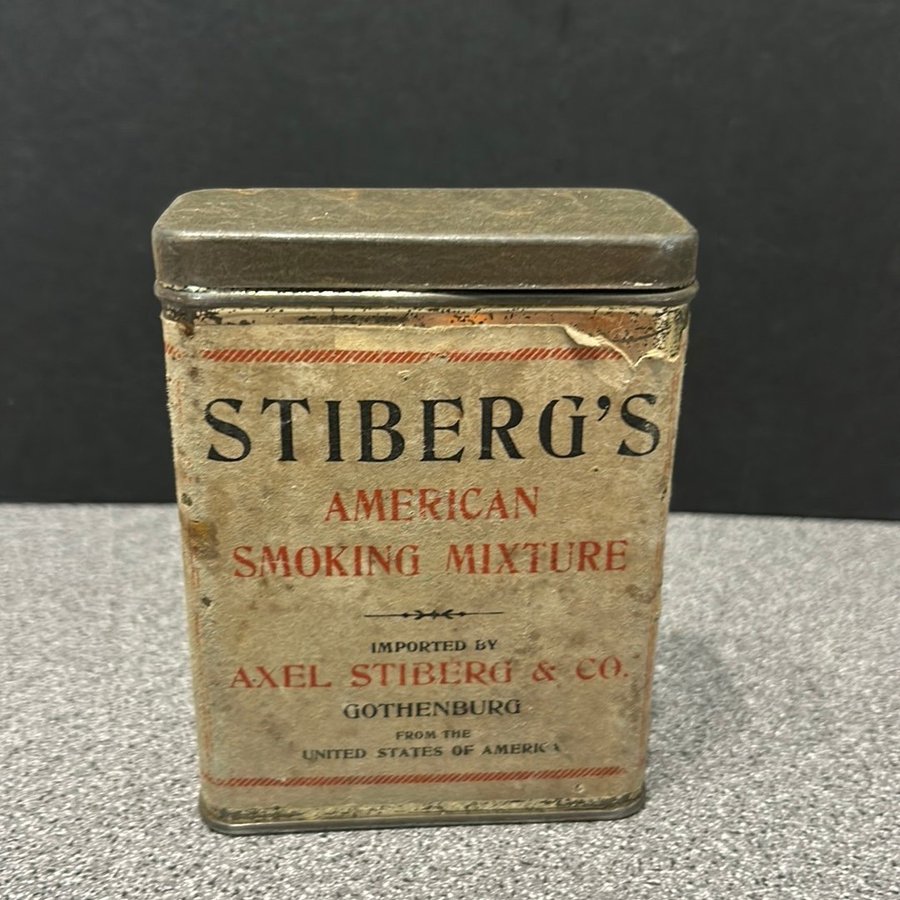 STIBERG'S
AMERICAN
SMOKING MIXTURE
IMPORTED BY
AXEL STIBERG & CO.
GOTHENBURG
FROM THE
UNITED STATES OF AMERICA